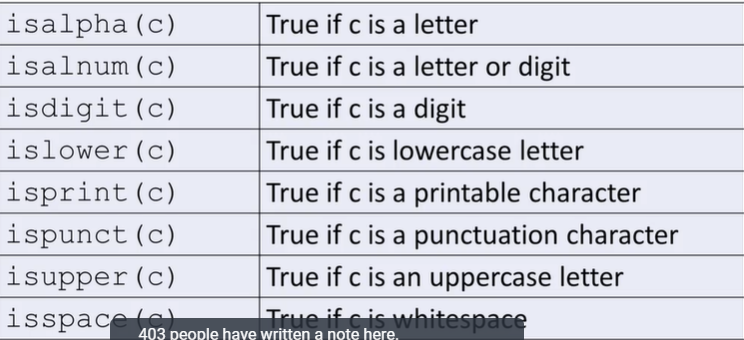 isalpha(c) True if c is a letter
isalnum(c) True if c is a letter or digit
isdigit(c) True if c is a digit
islower(c) True if c is lowercase letter
isprint(c) True if c is a printable character
ispunct(c) True if c is a punctuation character
isupper(c) True if c is an uppercase letter
isspace(c) True if c is whitespace
403 people have written a note here.